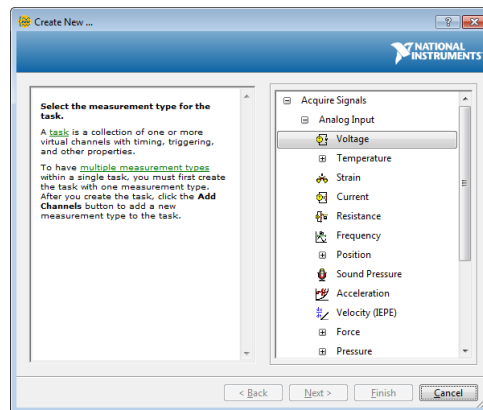 Create New ...
NATIONAL
INSTRUMENTS
Select the measurement type for the
task.
A task is a collection of one or more
virtual channels with timing, triggering,
and other properties.
To have multiple measurement types
within a single task, you must first create
the task with one measurement type.
After you create the task, click the Add
Channels button to add a new
measurement type to the task.
Acquire Signals
Analog Input
Voltage
Temperature
Strain
Current
Resistance
Frequency
Position
Sound Pressure
Acceleration
Velocity (IEPE)
Force
Pressure
< Back
Next >
Finish
Cancel